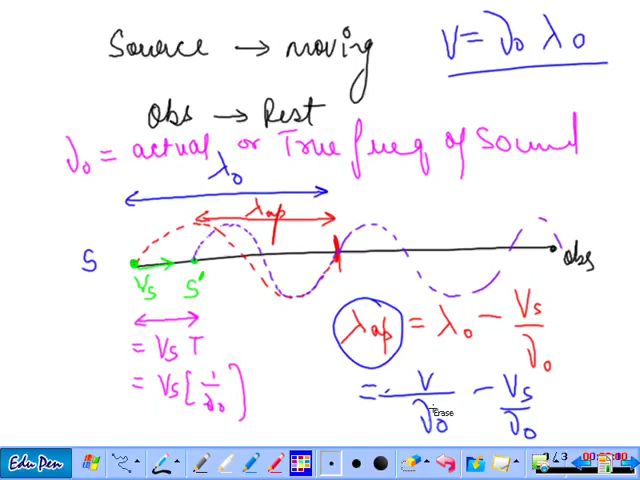 Source → moving
V = ν₀ λ₀
Obs → Rest
ν₀ = actual or True freq of Sound
λ₀
λap
S
Vs
S'
obs
= Vs T
= Vs [ 1/ν₀ ]
λap = λ₀ − Vs/ν₀
= V/ν₀ − Vs/ν₀
Erase
Edu Pen
/ 3